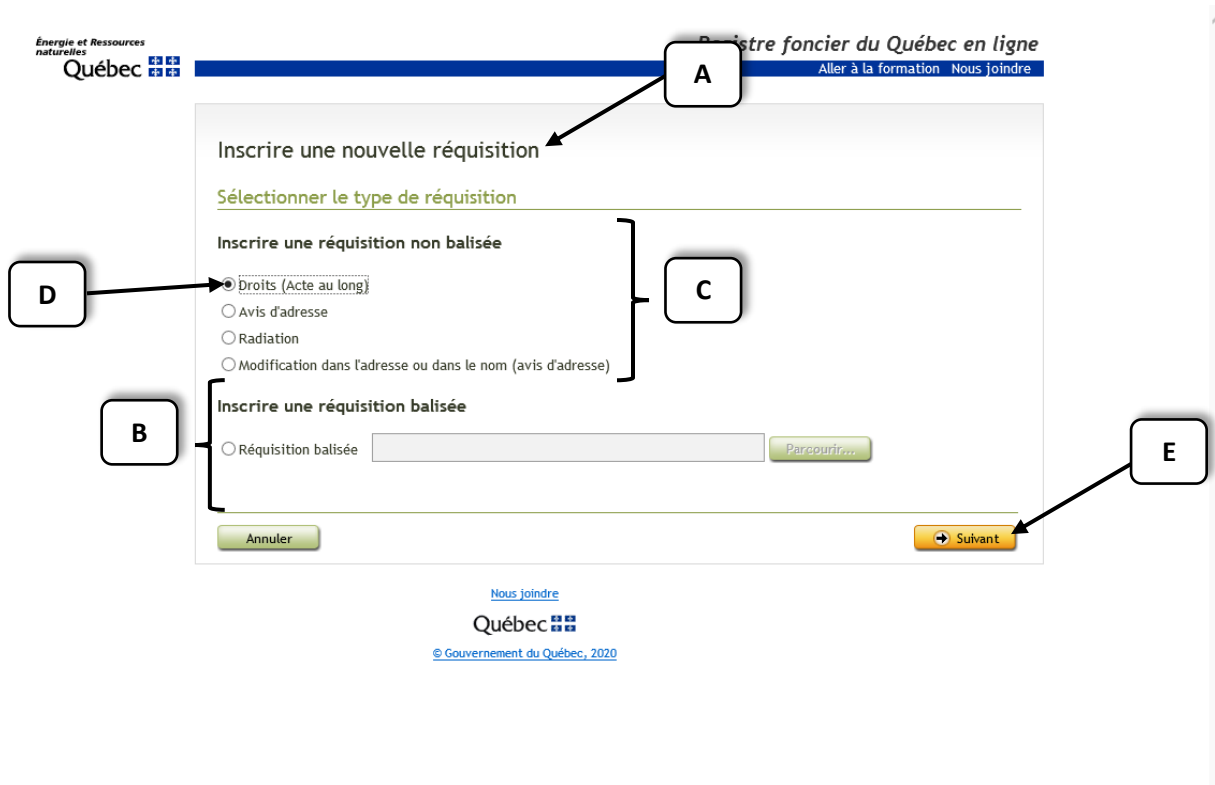 Énergie et Ressources
naturelles
Québec
Registre foncier du Québec en ligne
Aller à la formation Nous joindre
A
Inscrire une nouvelle réquisition
Sélectionner le type de réquisition
Inscrire une réquisition non balisée
D
Droits (Acte au long)
C
Avis d'adresse
Radiation
Modification dans l'adresse ou dans le nom (avis d'adresse)
Inscrire une réquisition balisée
B
Réquisition balisée
Parcourir...
E
Annuler
Suivant
Nous joindre
Québec
© Gouvernement du Québec, 2020